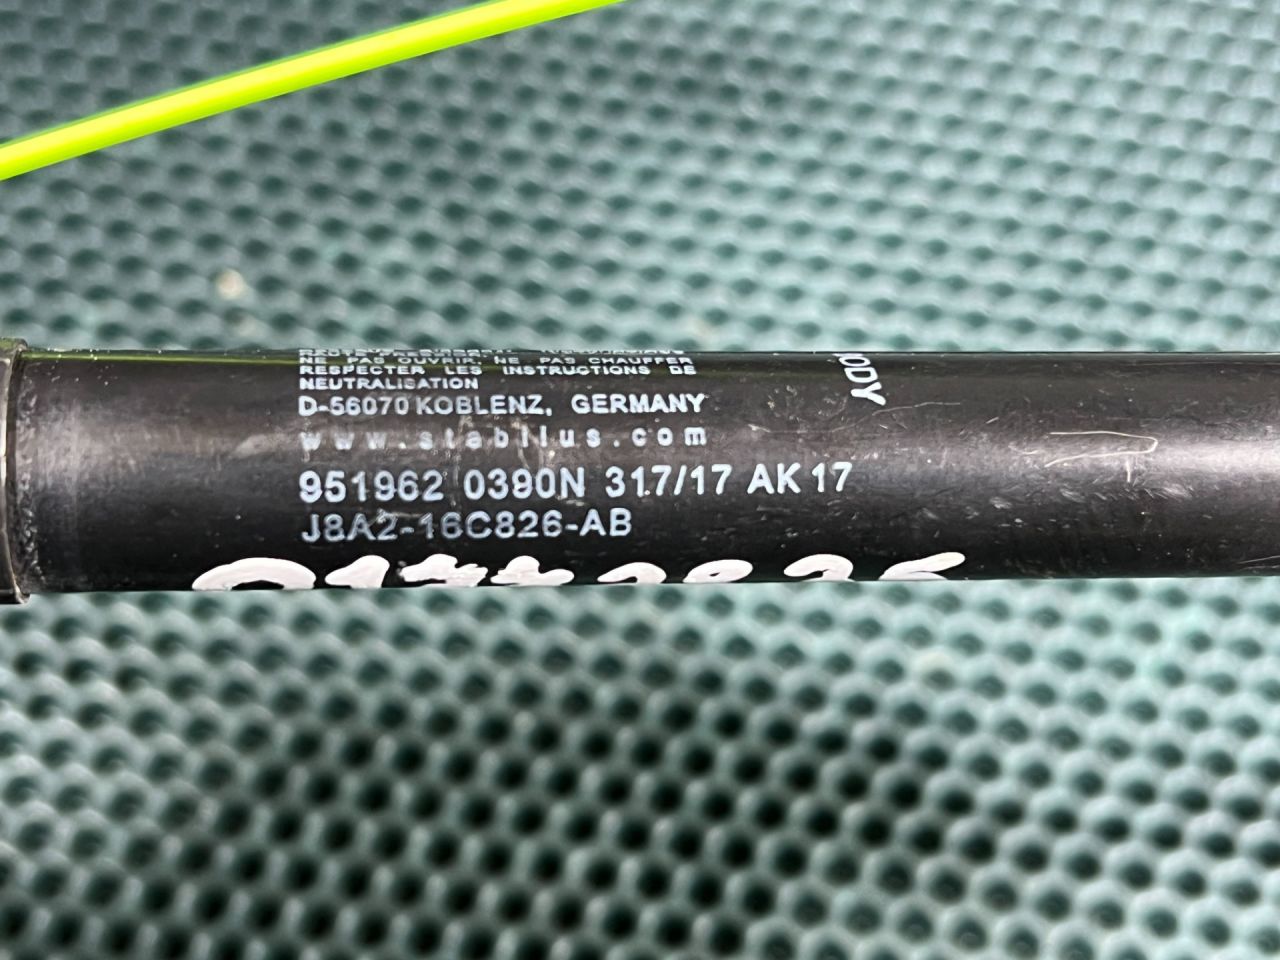 NE PAS OUVRIR. NE PAS CHAUFFER
RESPECTER LES INSTRUCTIONS DE
NEUTRALISATION
D-56070 KOBLENZ, GERMANY
www.stabilus.com
951962 0390N 317/17 AK17
J8A2-16C826-AB